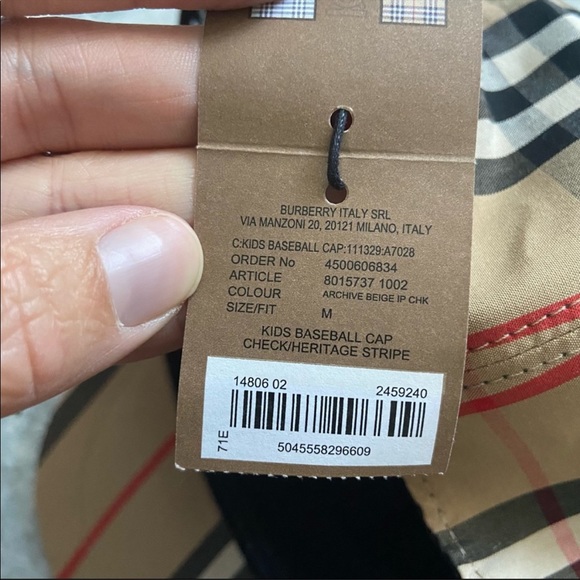 BURBERRY ITALY SRL
VIA MANZONI 20, 20121 MILANO, ITALY
C:KIDS BASEBALL CAP:111329:A7028
ORDER No 4500606834
ARTICLE 8015737 1002
COLOUR ARCHIVE BEIGE IP CHK
SIZE/FIT M
KIDS BASEBALL CAP
CHECK/HERITAGE STRIPE
14806 02 2459240
71E
5045558296609